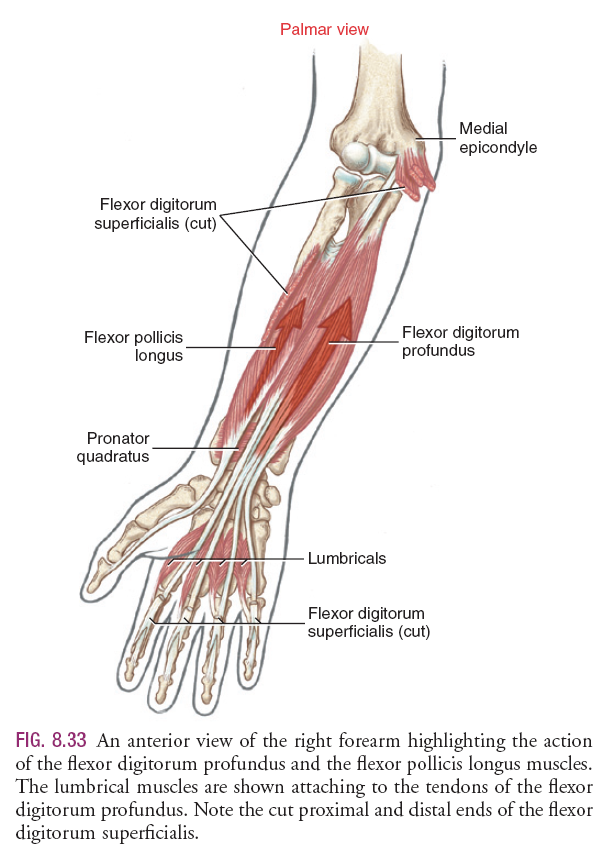 Palmar view
Medial
epicondyle
Flexor digitorum
superficialis (cut)
Flexor pollicis
longus
Flexor digitorum
profundus
Pronator
quadratus
Lumbricals
Flexor digitorum
superficialis (cut)
FIG. 8.33 An anterior view of the right forearm highlighting the action
of the flexor digitorum profundus and the flexor pollicis longus muscles.
The lumbrical muscles are shown attaching to the tendons of the flexor
digitorum profundus. Note the cut proximal and distal ends of the flexor
digitorum superficialis.